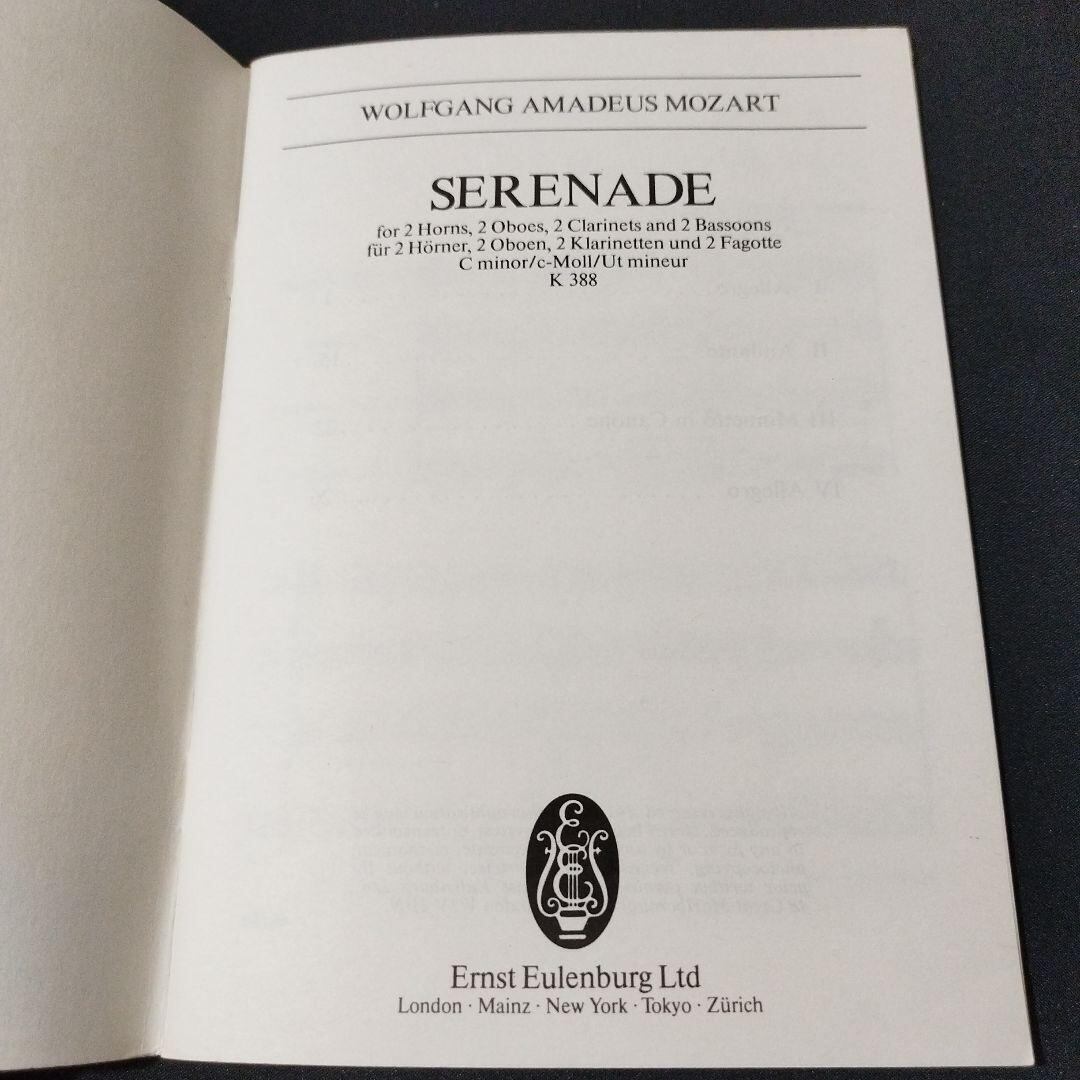 WOLFGANG AMADEUS MOZART
SERENADE
for 2 Horns, 2 Oboes, 2 Clarinets and 2 Bassoons
für 2 Hörner, 2 Oboen, 2 Klarinetten und 2 Fagotte
C minor/c-Moll/Ut mineur
K 388
Ernst Eulenburg Ltd
London · Mainz · New York · Tokyo · Zürich